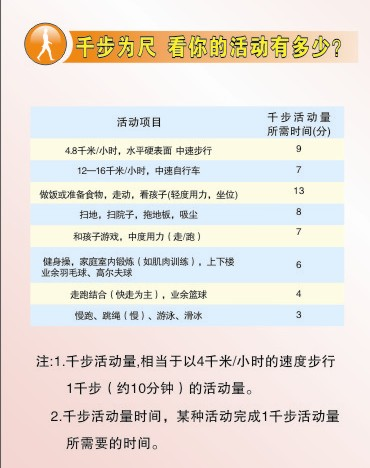 千步为尺 看你的活动有多少?
活动项目 千步活动量
所需时间(分)
4.8千米/小时，水平硬表面 中速步行 9
12—16千米/小时，中速自行车 7
做饭或准备食物，走动，看孩子(轻度用力，坐位) 13
扫地，扫院子，拖地板，吸尘 8
和孩子游戏，中度用力（走/跑） 7
健身操，家庭室内锻炼（如肌肉训练），上下楼
业余羽毛球、高尔夫球 6
走跑结合（快走为主），业余篮球 4
慢跑、跳绳（慢）、游泳、滑冰 3
注:1.千步活动量,相当于以4千米/小时的速度步行
1千步（约10分钟）的活动量。
2.千步活动量时间，某种活动完成1千步活动量
所需要的时间。